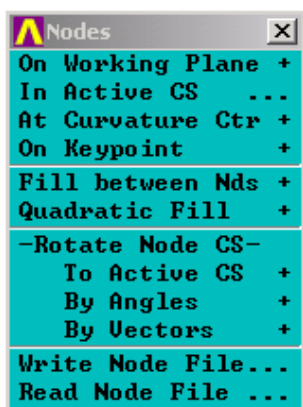 Nodes
On Working Plane +
In Active CS ...
At Curvature Ctr +
On Keypoint +
Fill between Nds +
Quadratic Fill +
-Rotate Node CS-
To Active CS +
By Angles +
By Vectors +
Write Node File...
Read Node File ...